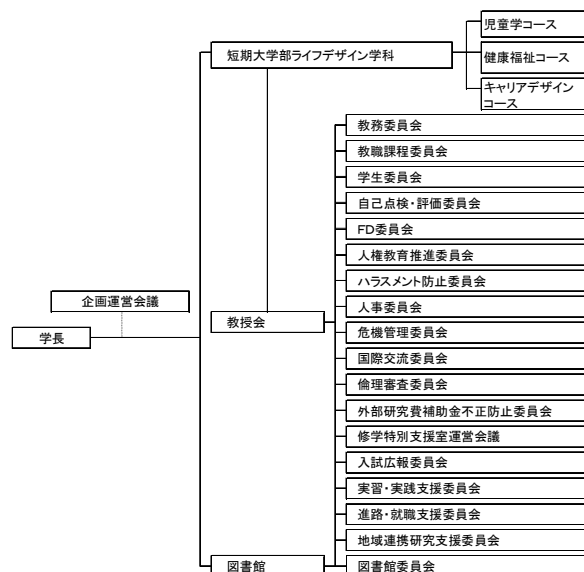 児童学コース
短期大学部ライフデザイン学科
健康福祉コース
キャリアデザイン
コース
教務委員会
教職課程委員会
学生委員会
自己点検・評価委員会
FD委員会
人権教育推進委員会
ハラスメント防止委員会
企画運営会議
人事委員会
教授会
学長
危機管理委員会
国際交流委員会
倫理審査委員会
外部研究費補助金不正防止委員会
修学特別支援室運営会議
入試広報委員会
実習・実践支援委員会
進路・就職支援委員会
地域連携研究支援委員会
図書館
図書館委員会